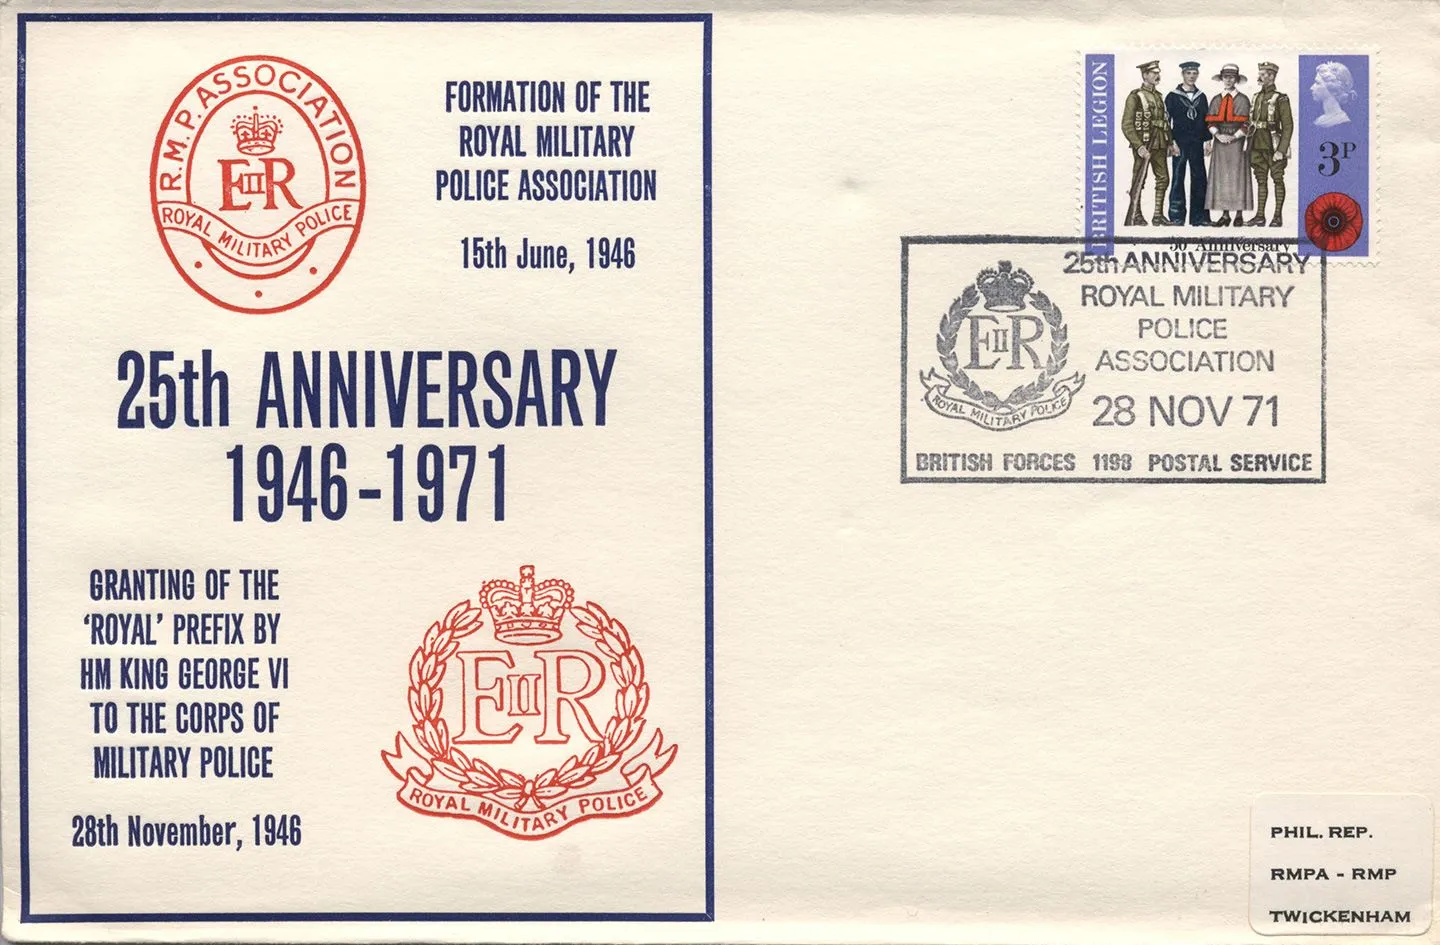 R.M.P. ASSOCIATION
EIIR
ROYAL MILITARY POLICE
FORMATION OF THE
ROYAL MILITARY
POLICE ASSOCIATION
15th June, 1946
25th ANNIVERSARY
1946-1971
GRANTING OF THE
‘ROYAL’ PREFIX BY
HM KING GEORGE VI
TO THE CORPS OF
MILITARY POLICE
28th November, 1946
EIIR
ROYAL MILITARY POLICE
BRITISH LEGION
3P
50th Anniversary
25th ANNIVERSARY
ROYAL MILITARY
POLICE
ASSOCIATION
28 NOV 71
EIIR
ROYAL MILITARY POLICE
BRITISH FORCES 1198 POSTAL SERVICE
PHIL. REP.
RMPA - RMP
TWICKENHAM